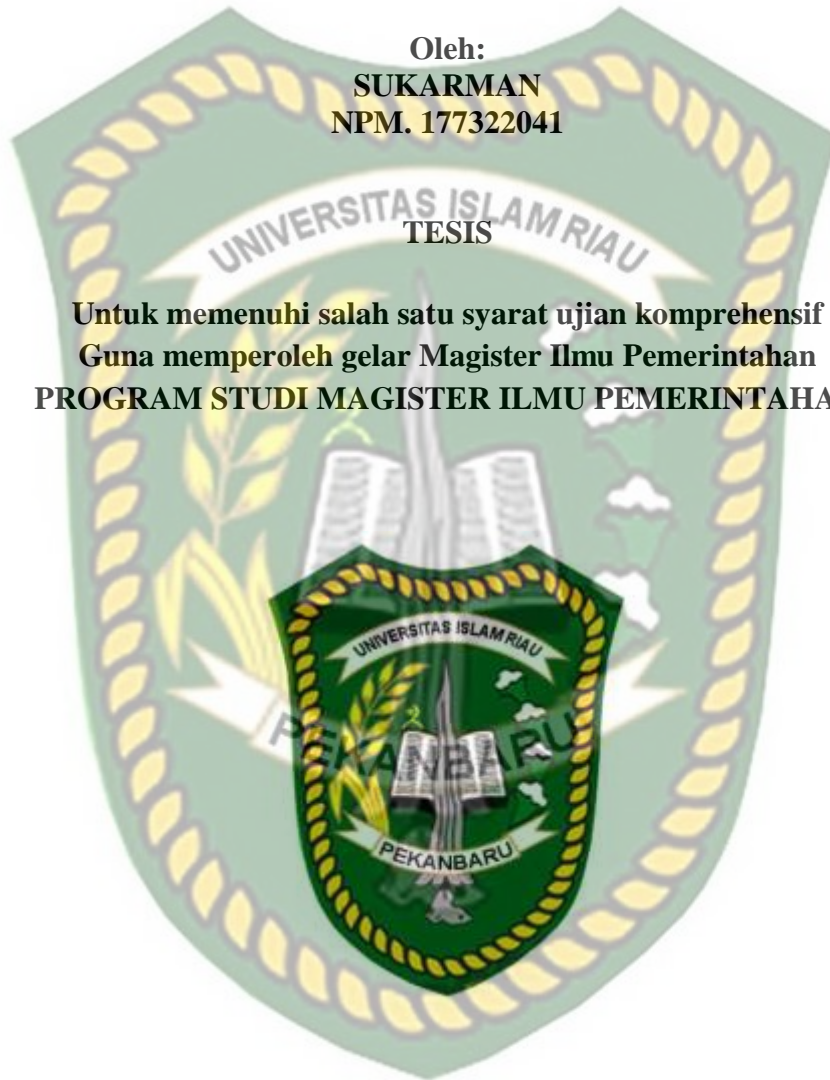 Oleh:
SUKARMAN
NPM. 177322041
UNIVERSITAS ISLAM RIAU
TESIS
Untuk memenuhi salah satu syarat ujian komprehensif
Guna memperoleh gelar Magister Ilmu Pemerintahan
PROGRAM STUDI MAGISTER ILMU PEMERINTAHA
UNIVERSITAS ISLAM RIAU
PEKANBARU
PEKANBARU